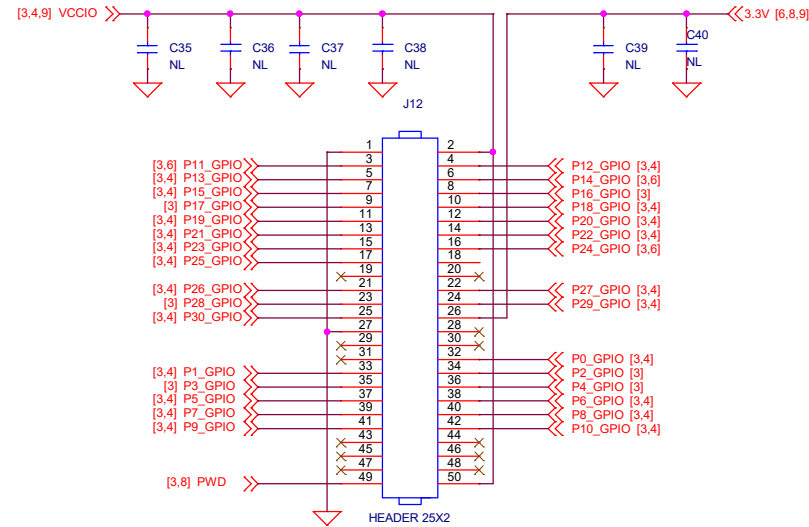 [3,4,9] VCCIO
3.3V [6,8,9]
C35
NL
C36
NL
C37
NL
C38
NL
C39
NL
C40
NL
J12
1 2
[3,6] P11_GPIO 3 4 P12_GPIO [3,4]
[3,4] P13_GPIO 5 6 P14_GPIO [3,6]
[3,4] P15_GPIO 7 8 P16_GPIO [3]
[3] P17_GPIO 9 10 P18_GPIO [3,4]
[3,4] P19_GPIO 11 12 P20_GPIO [3,4]
[3,4] P21_GPIO 13 14 P22_GPIO [3,4]
[3,4] P23_GPIO 15 16 P24_GPIO [3,6]
[3,4] P25_GPIO 17 18
19 20
[3,4] P26_GPIO 21 22 P27_GPIO [3,4]
[3] P28_GPIO 23 24 P29_GPIO [3,4]
[3,4] P30_GPIO 25 26
27 28
29 30
31 32 P0_GPIO [3,4]
[3,4] P1_GPIO 33 34 P2_GPIO [3]
[3] P3_GPIO 35 36 P4_GPIO [3]
[3,4] P5_GPIO 37 38 P6_GPIO [3,4]
[3,4] P7_GPIO 39 40 P8_GPIO [3,4]
[3,4] P9_GPIO 41 42 P10_GPIO [3,4]
43 44
45 46
47 48
[3,8] PWD 49 50
HEADER 25X2